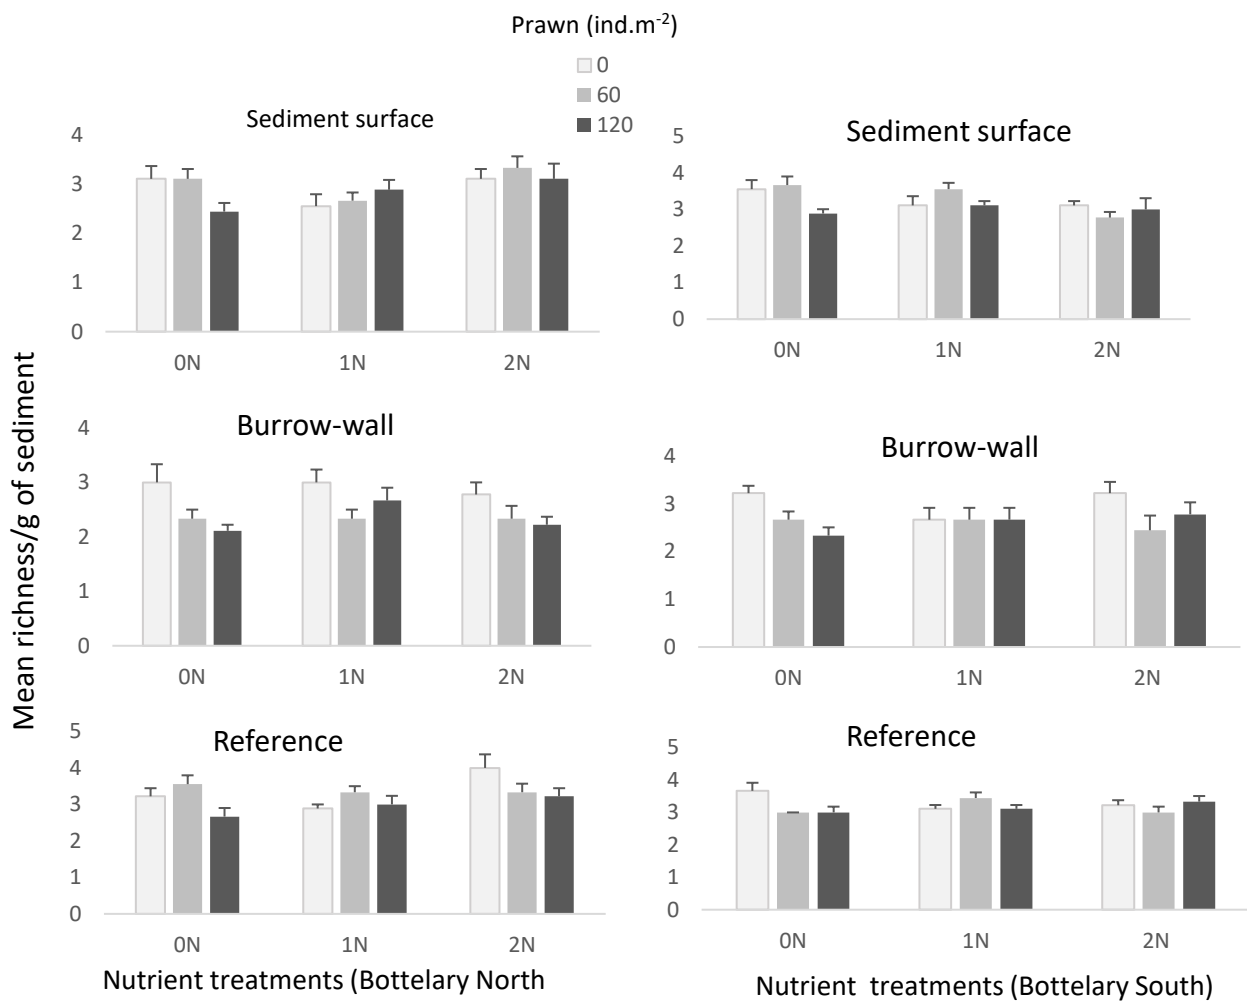 Prawn (ind.m⁻²)
0
60
120
Mean richness/g of sediment
Sediment surface
4
3
2
1
0
0N 1N 2N
Sediment surface
5
4
3
2
1
0
0N 1N 2N
Burrow-wall
4
3
2
1
0
0N 1N 2N
Burrow-wall
4
3
2
1
0
0N 1N 2N
Reference
5
4
3
2
1
0
0N 1N 2N
Nutrient treatments (Bottelary North
Reference
5
4
3
2
1
0
0N 1N 2N
Nutrient treatments (Bottelary South)